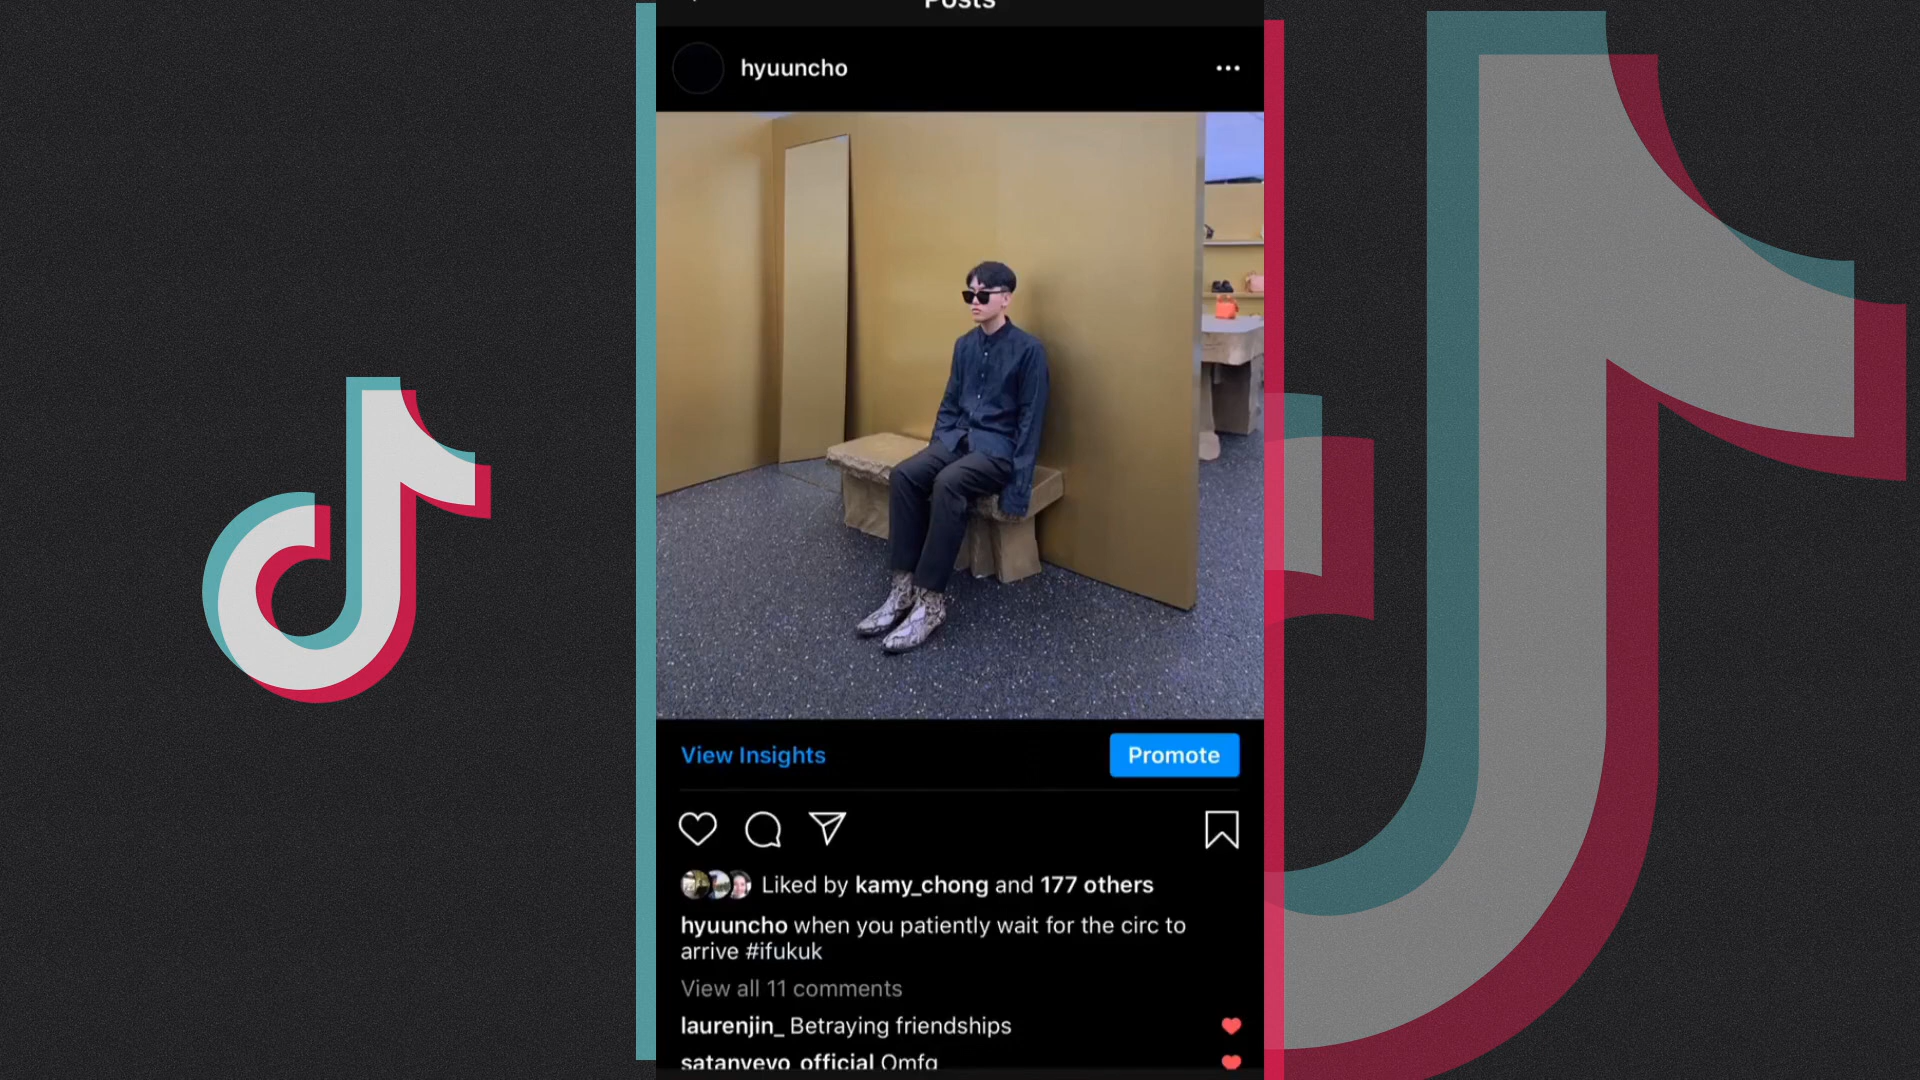 Posts
hyuuncho
View Insights
Promote
Liked by kamy_chong and 177 others
hyuuncho when you patiently wait for the circ to
arrive #ifukuk
View all 11 comments
laurenjin_ Betraying friendships
satanvevo_official Omfg